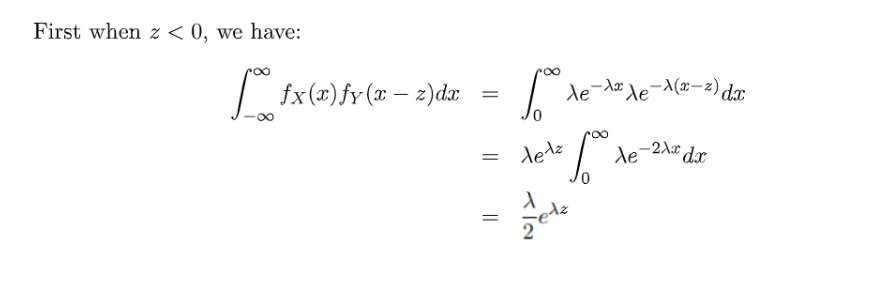 First when z < 0, we have:
∫_{-∞}^{∞} f_X(x)f_Y(x − z)dx = ∫_0^∞ λe^{−λx}λe^{−λ(x−z)}dx
= λe^{λz} ∫_0^∞ λe^{−2λx}dx
= λ/2 e^{λz}